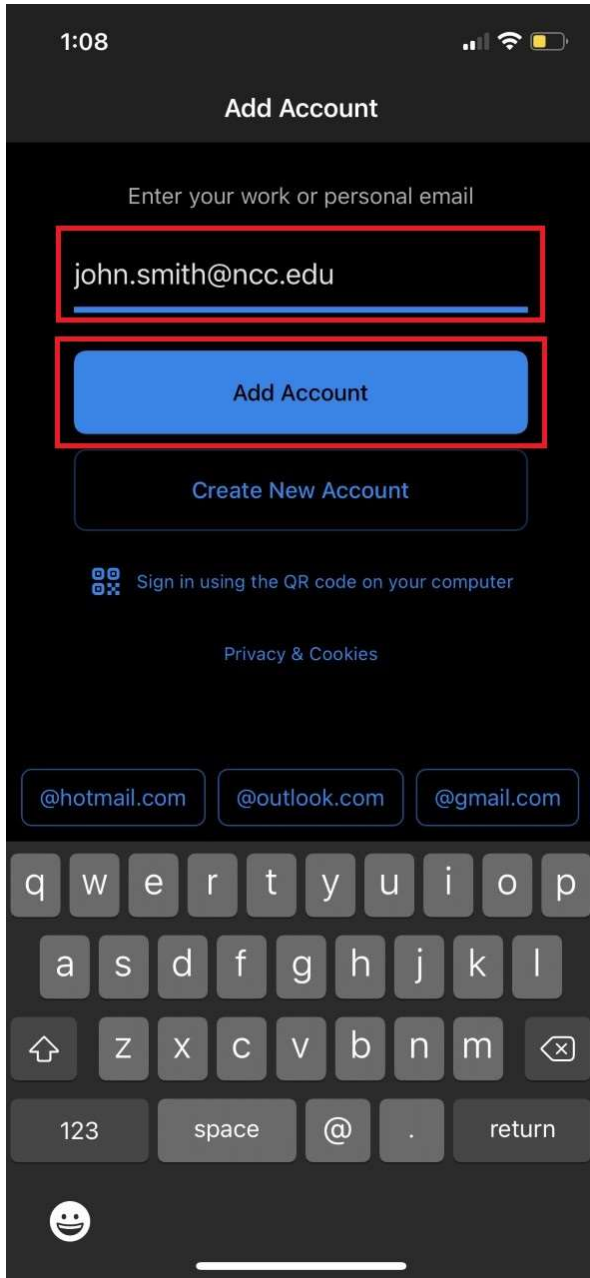 1:08
Add Account
Enter your work or personal email
john.smith@ncc.edu
Add Account
Create New Account
Sign in using the QR code on your computer
Privacy & Cookies
@hotmail.com @outlook.com @gmail.com
q w e r t y u i o p
a s d f g h j k l
z x c v b n m
123 space @ . return